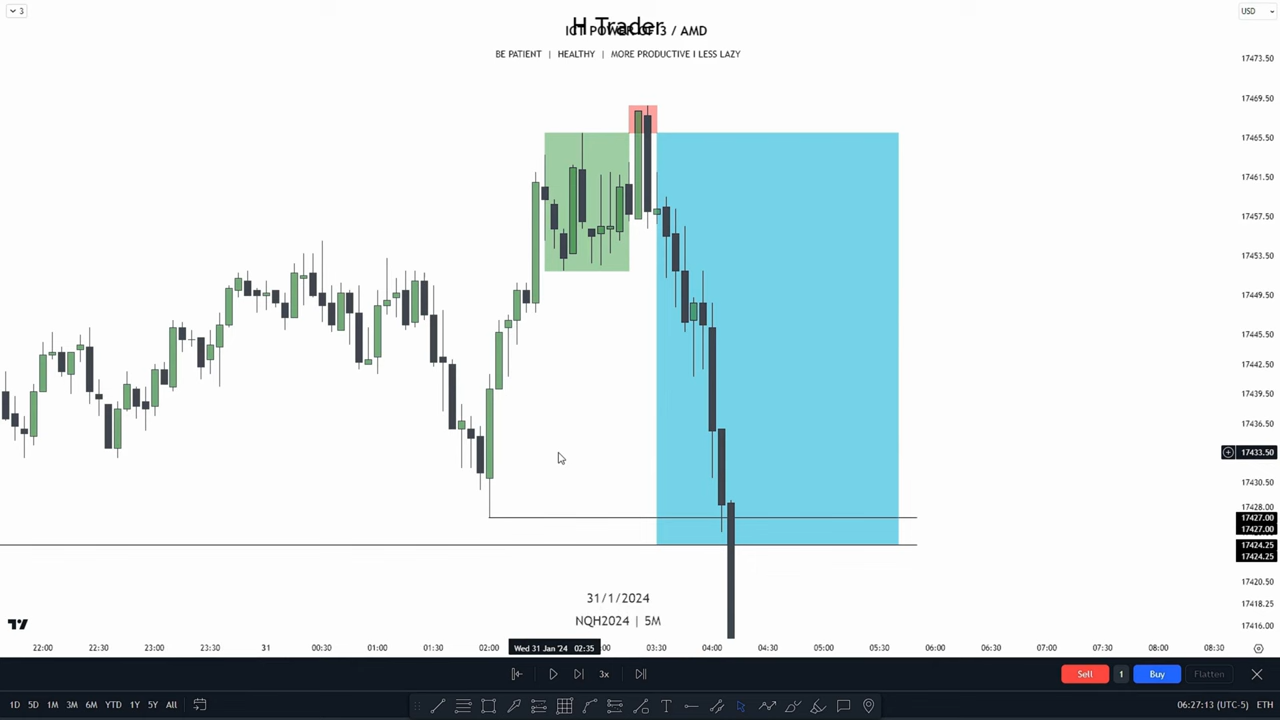 3
H Trader
ICT POWER OF 3 / AMD
BE PATIENT | HEALTHY | MORE PRODUCTIVE I LESS LAZY
USD
17473.50
17469.50
17465.50
17461.50
17457.50
17453.50
17449.50
17445.50
17442.50
17439.50
17436.50
17433.50
17430.50
17428.00
17427.00
17427.00
17424.25
17424.25
17420.50
17418.25
17416.00
31/1/2024
NQH2024 | 5M
22:00 22:30 23:00 23:30 31 01:00 01:30 02:00 Wed 31 Jan '24 02:35 03:30 04:00 04:30 05:00 05:30 06:00 06:30 07:00 07:30 08:00 08:30
3x Sell 1 Buy Flatten
1D 5D 1M 3M 6M YTD 1Y 5Y All 06:27:13 (UTC-5) ETH